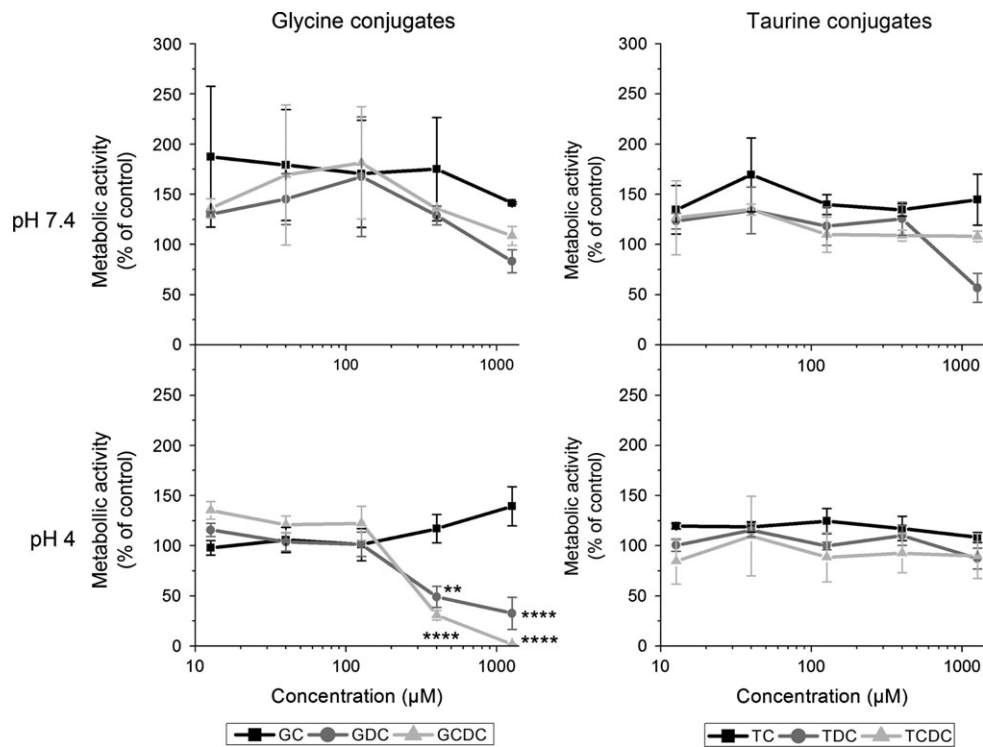 Glycine conjugates
Taurine conjugates
pH 7.4
Metabolic activity
(% of control)
300
250
200
150
100
50
0
100
1000
Metabolic activity
(% of control)
300
250
200
150
100
50
0
100
1000
pH 4
Metabollic activity
(% of control)
250
200
150
100
50
0
**
****
****
****
10
100
1000
Concentration (µM)
Metabolic activity
(% of control)
250
200
150
100
50
0
10
100
1000
Concentration (µM)
GC GDC GCDC
TC TDC TCDC